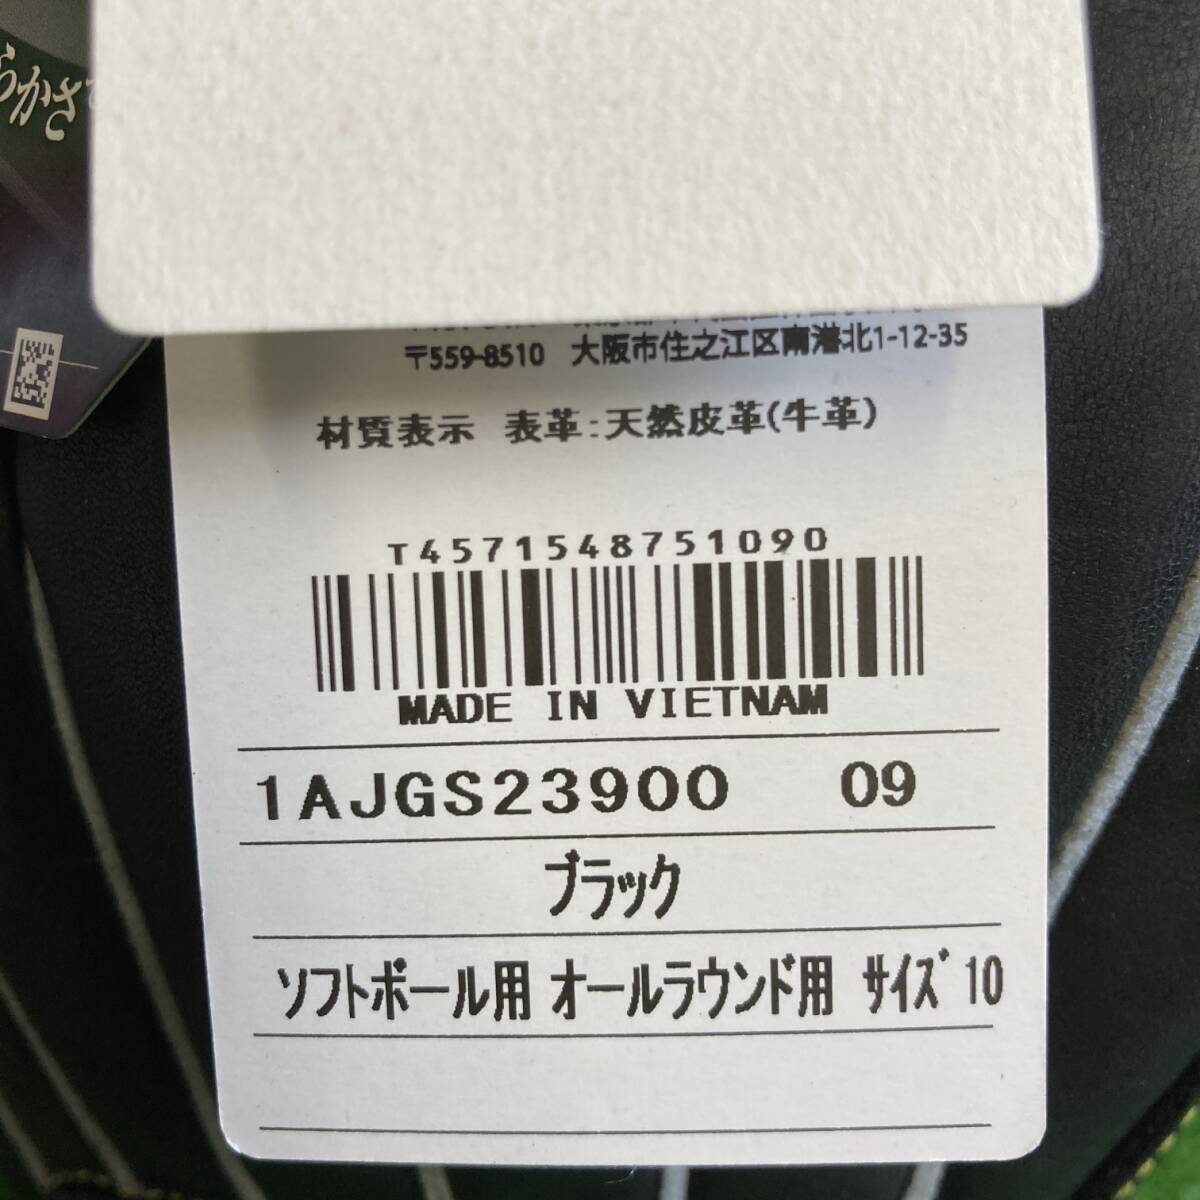 らかさ
〒559-8510 大阪市住之江区南港北1-12-35
材質表示 表革:天然皮革(牛革)
T4571548751090
MADE IN VIETNAM
1AJGS23900 09
ブラック
ソフトボール用 オールラウンド用 サイズ10